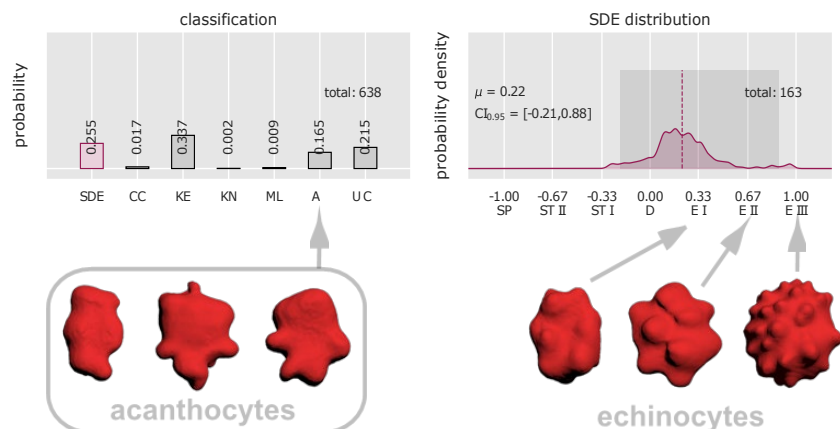 classification
probability
total: 638
0.255
0.017
0.337
0.002
0.009
0.165
0.215
SDE CC KE KN ML A UC
acanthocytes
SDE distribution
probability density
μ = 0.22
total: 163
CI0.95 = [-0.21,0.88]
-1.00 -0.67 -0.33 0.00 0.33 0.67 1.00
SP ST II ST I D E I E II E III
echinocytes